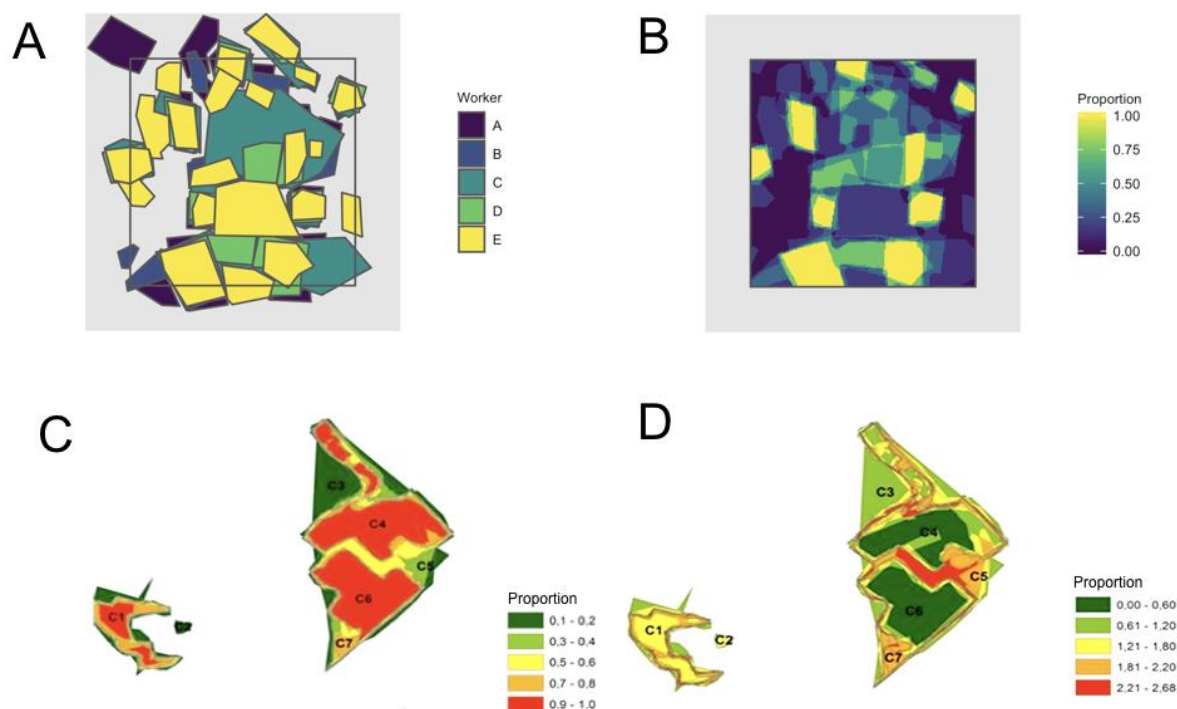 A
B
Worker
A
B
C
D
E
Proportion
1.00
0.75
0.50
0.25
0.00
C
D
C3
C4
C5
C6
C7
C1
Proportion
0,1 - 0,2
0,3 - 0,4
0,5 - 0,6
0,7 - 0,8
0,9 - 1,0
C3
C4
C5
C6
C7
C1
C2
Proportion
0,00 - 0,60
0,61 - 1,20
1,21 - 1,80
1,81 - 2,20
2,21 - 2,68